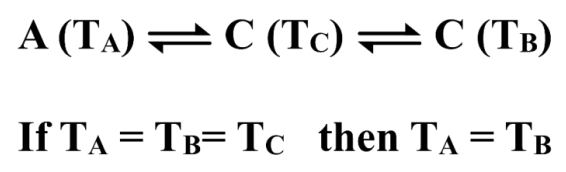 A (TA) ⇌ C (TC) ⇌ C (TB)
If TA = TB= TC then TA = TB